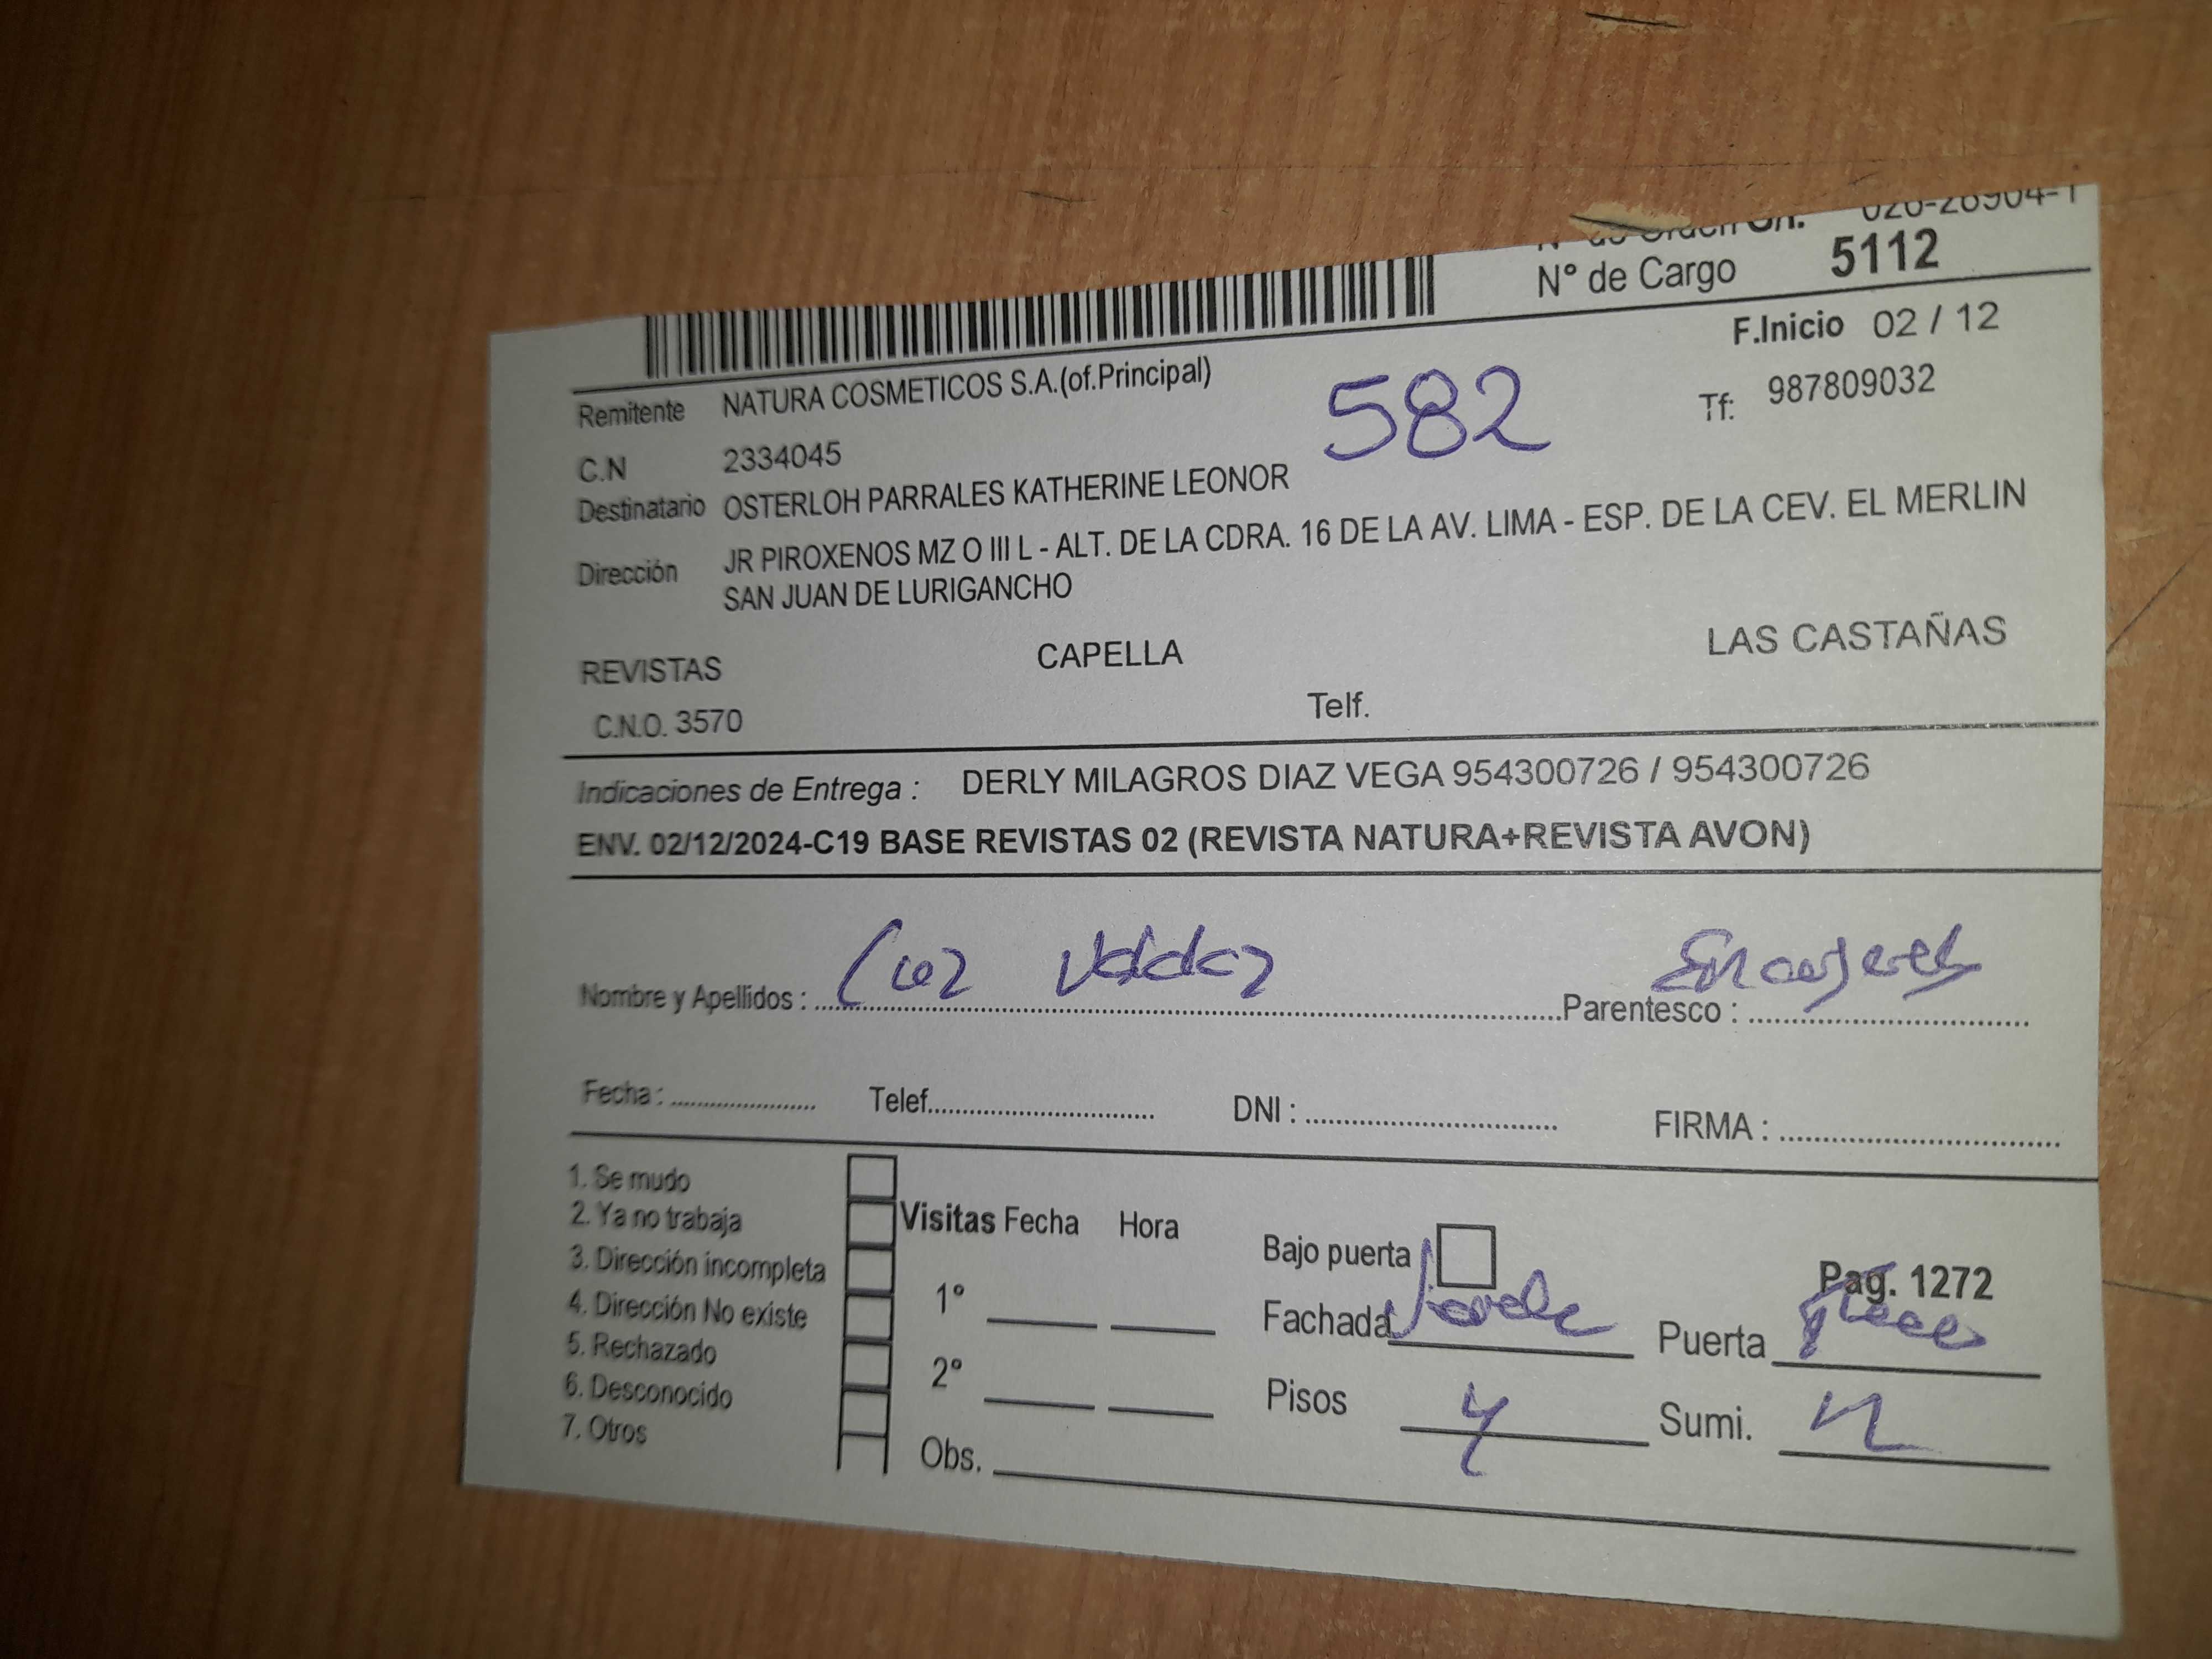 N° de Orden S/I. 026-26904-1
N° de Cargo 5112
F.Inicio 02 / 12
Remitente NATURA COSMETICOS S.A.(of.Principal) 582 Tf: 987809032
C.N 2334045
Destinatario OSTERLOH PARRALES KATHERINE LEONOR
Dirección JR PIROXENOS MZ O III L - ALT. DE LA CDRA. 16 DE LA AV. LIMA - ESP. DE LA CEV. EL MERLIN
SAN JUAN DE LURIGANCHO
REVISTAS CAPELLA LAS CASTAÑAS
C.N.O. 3570 Telf.
Indicaciones de Entrega : DERLY MILAGROS DIAZ VEGA 954300726 / 954300726
ENV. 02/12/2024-C19 BASE REVISTAS 02 (REVISTA NATURA+REVISTA AVON)
Nombre y Apellidos : Parentesco :
Fecha : Telef. DNI : FIRMA :
1. Se mudo
2. Ya no trabaja
3. Dirección incompleta
4. Dirección No existe
5. Rechazado
6. Desconocido
7. Otros
Visitas Fecha Hora
1°
2°
Obs.
Bajo puerta Pag. 1272
Fachada Puerta
Pisos 4 Sumi.